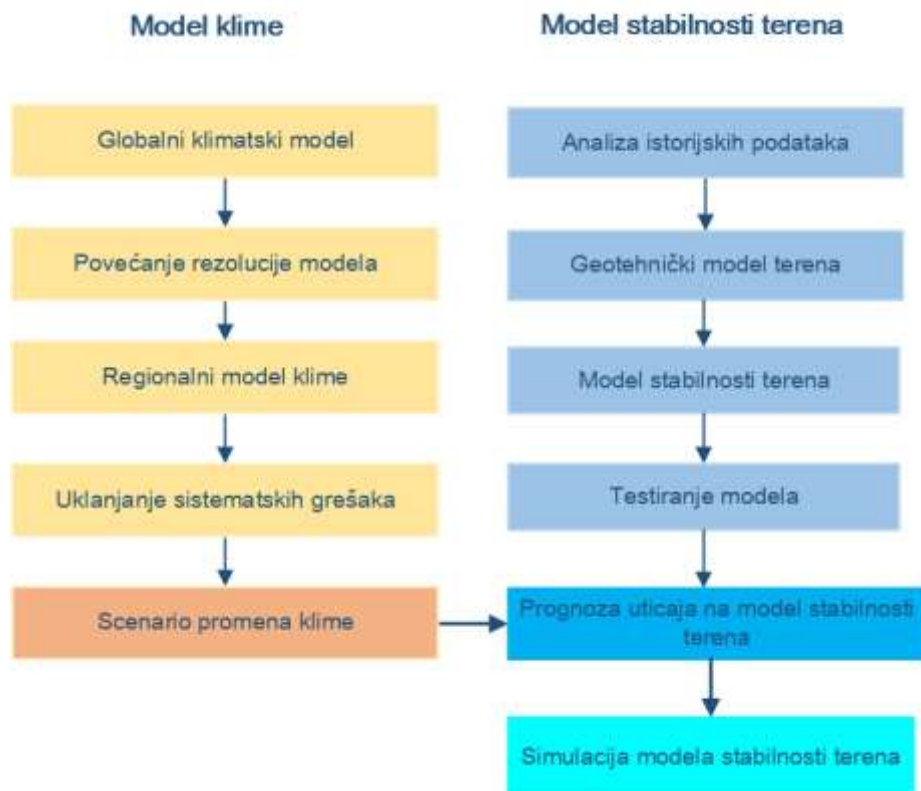 Model klime
Model stabilnosti terena
Globalni klimatski model
Povećanje rezolucije modela
Regionalni model klime
Uklanjanje sistematskih grešaka
Scenario promena klime
Analiza istorijskih podataka
Geotehnički model terena
Model stabilnosti terena
Testiranje modela
Prognoza uticaja na model stabilnosti
terena
Simulacija modela stabilnosti terena